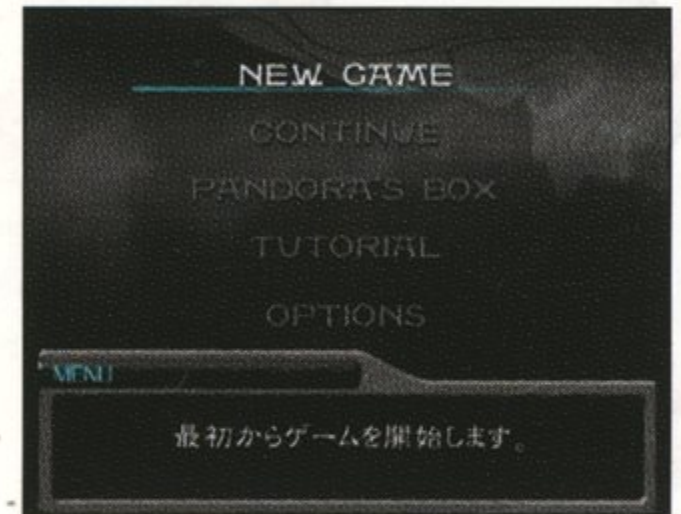 NEW GAME
CONTINUE
PANDORA'S BOX
TUTORIAL
OPTIONS
MENU
最初からゲームを開始します。